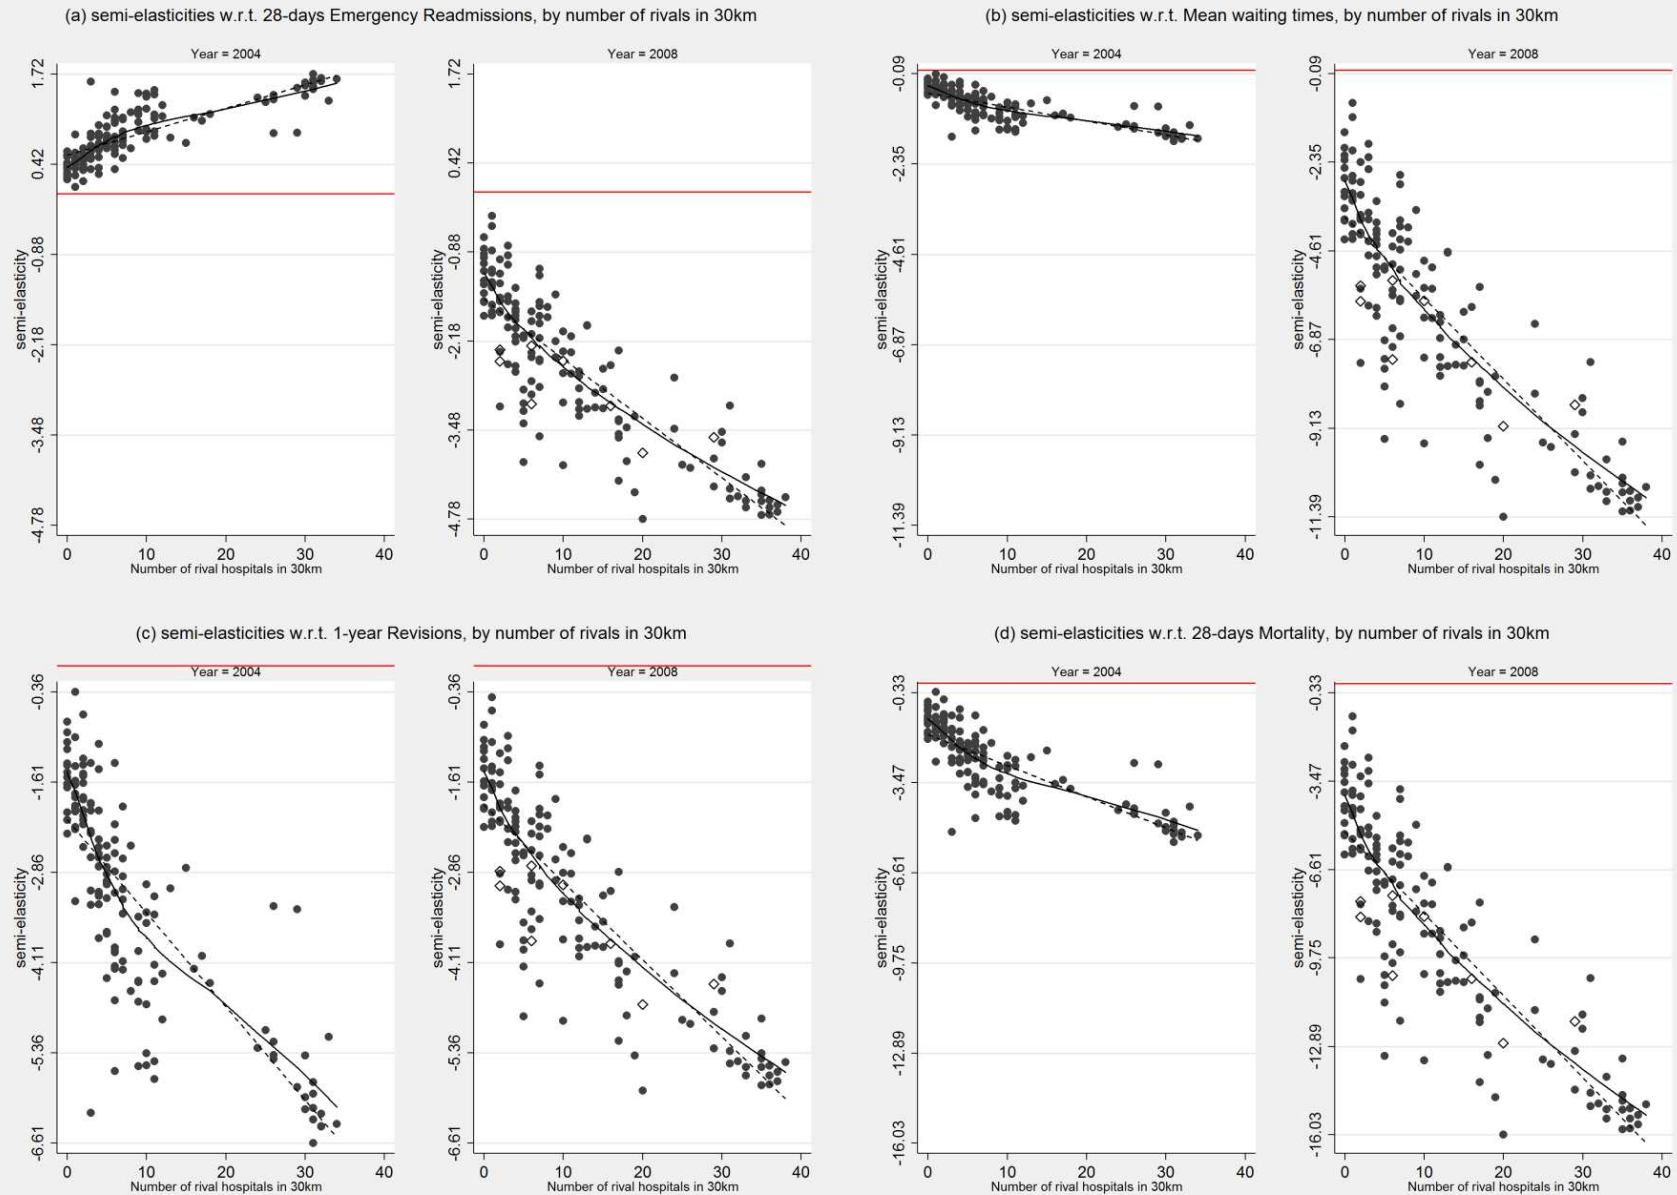 (a) semi-elasticities w.r.t. 28-days Emergency Readmissions, by number of rivals in 30km
Year = 2004
Year = 2008
semi-elasticity
1.72
0.42
-0.88
-2.18
-3.48
-4.78
0 10 20 30 40
Number of rival hospitals in 30km
semi-elasticity
1.72
0.42
-0.88
-2.18
-3.48
-4.78
0 10 20 30 40
Number of rival hospitals in 30km
(b) semi-elasticities w.r.t. Mean waiting times, by number of rivals in 30km
Year = 2004
Year = 2008
semi-elasticity
-0.09
-2.35
-4.61
-6.87
-9.13
-11.39
0 10 20 30 40
Number of rival hospitals in 30km
semi-elasticity
-0.09
-2.35
-4.61
-6.87
-9.13
-11.39
0 10 20 30 40
Number of rival hospitals in 30km
(c) semi-elasticities w.r.t. 1-year Revisions, by number of rivals in 30km
Year = 2004
Year = 2008
semi-elasticity
-0.36
-1.61
-2.86
-4.11
-5.36
-6.61
0 10 20 30 40
Number of rival hospitals in 30km
semi-elasticity
-0.36
-1.61
-2.86
-4.11
-5.36
-6.61
0 10 20 30 40
Number of rival hospitals in 30km
(d) semi-elasticities w.r.t. 28-days Mortality, by number of rivals in 30km
Year = 2004
Year = 2008
semi-elasticity
-0.33
-3.47
-6.61
-9.75
-12.89
-16.03
0 10 20 30 40
Number of rival hospitals in 30km
semi-elasticity
-0.33
-3.47
-6.61
-9.75
-12.89
-16.03
0 10 20 30 40
Number of rival hospitals in 30km